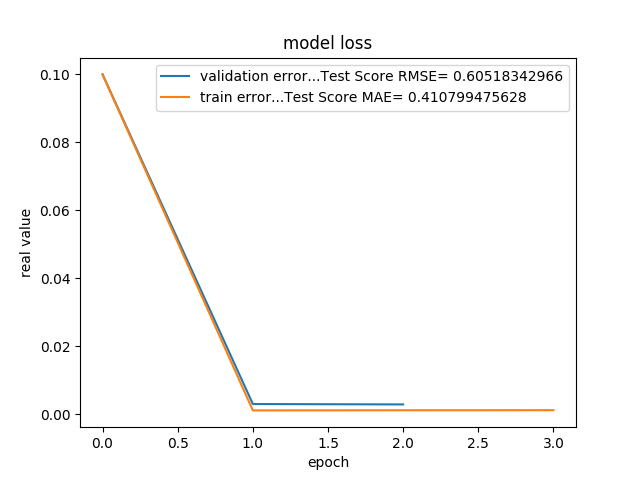 model loss
validation error...Test Score RMSE= 0.60518342966
train error...Test Score MAE= 0.410799475628
real value
0.10
0.08
0.06
0.04
0.02
0.00
0.0 0.5 1.0 1.5 2.0 2.5 3.0
epoch